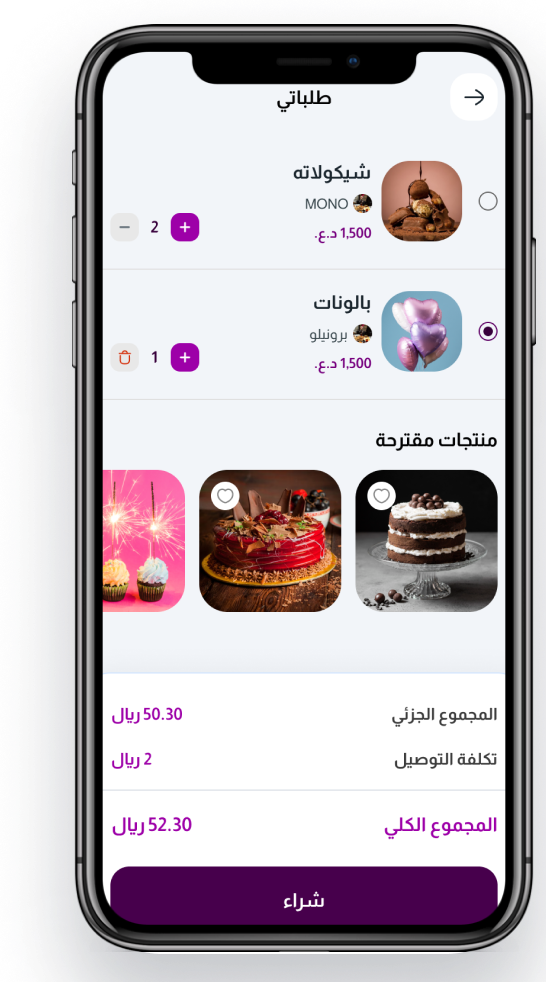 طلباتي
شيكولاته
MONO
1,500 د.ع.
+ 2 −
بالونات
برونيلو
1,500 د.ع.
+ 1
منتجات مقترحة
المجموع الجزئي 50.30 ريال
تكلفة التوصيل 2 ريال
المجموع الكلي 52.30 ريال
شراء